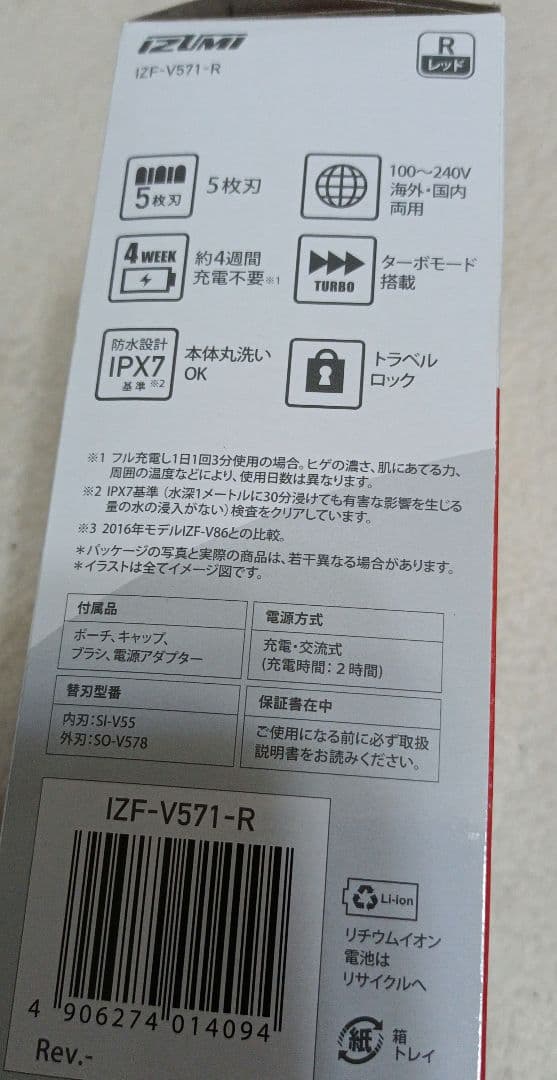 IZUMI
IZF-V571-R
R
レッド
5枚刃
5枚刃
100～240V
海外・国内
両用
4 WEEK
約4週間
充電不要※1
TURBO
ターボモード
搭載
防水設計
IPX7
基準 ※2
本体丸洗い
OK
トラベル
ロック
※1 フル充電し1日1回3分使用の場合。ヒゲの濃さ、肌にあてる力、
周囲の温度などにより、使用日数は異なります。
※2 IPX7基準（水深1メートルに30分浸けても有害な影響を生じる
量の水の浸入がない）検査をクリアしています。
※3 2016年モデルIZF-V86との比較。
＊パッケージの写真と実際の商品は、若干異なる場合があります。
＊イラストは全てイメージ図です。
付属品
ポーチ、キャップ、
ブラシ、電源アダプター
電源方式
充電・交流式
(充電時間：2時間)
替刃型番
内刃：SI-V55
外刃：SO-V578
保証書在中
ご使用になる前に必ず取扱
説明書をお読みください。
IZF-V571-R
4 906274 014094
Rev.-
Li-ion
リチウムイオン
電池は
リサイクルへ
紙
箱
トレイ